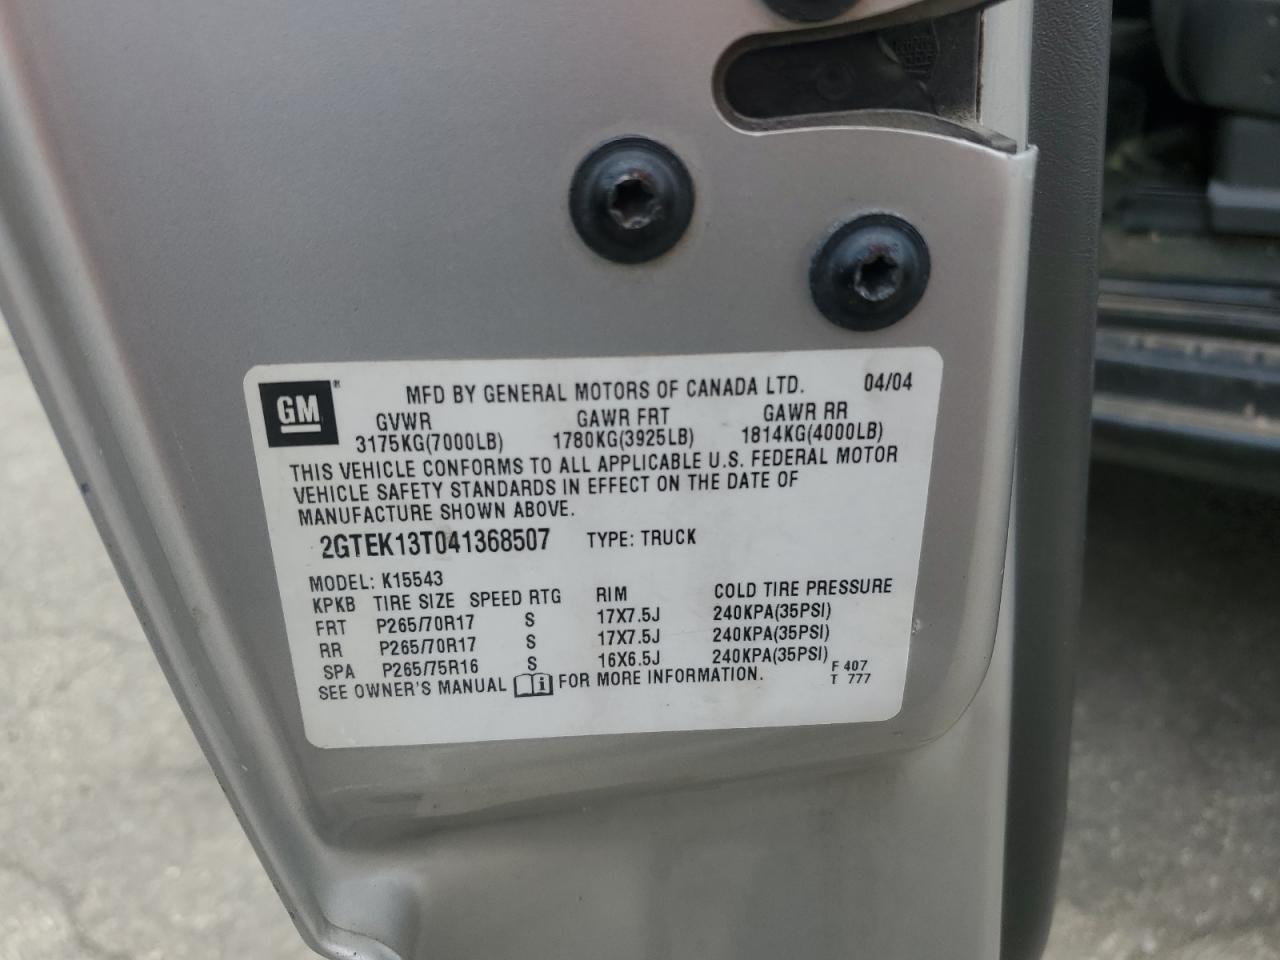 GM ® MFD BY GENERAL MOTORS OF CANADA LTD. 04/04
GVWR GAWR FRT GAWR RR
3175KG(7000LB) 1780KG(3925LB) 1814KG(4000LB)
THIS VEHICLE CONFORMS TO ALL APPLICABLE U.S. FEDERAL MOTOR
VEHICLE SAFETY STANDARDS IN EFFECT ON THE DATE OF
MANUFACTURE SHOWN ABOVE.
2GTEK13T041368507 TYPE: TRUCK
MODEL: K15543
KPKB TIRE SIZE SPEED RTG RIM COLD TIRE PRESSURE
FRT P265/70R17 S 17X7.5J 240KPA(35PSI)
RR P265/70R17 S 17X7.5J 240KPA(35PSI)
SPA P265/75R16 S 16X6.5J 240KPA(35PSI)
SEE OWNER'S MANUAL i FOR MORE INFORMATION. F 407
T 777